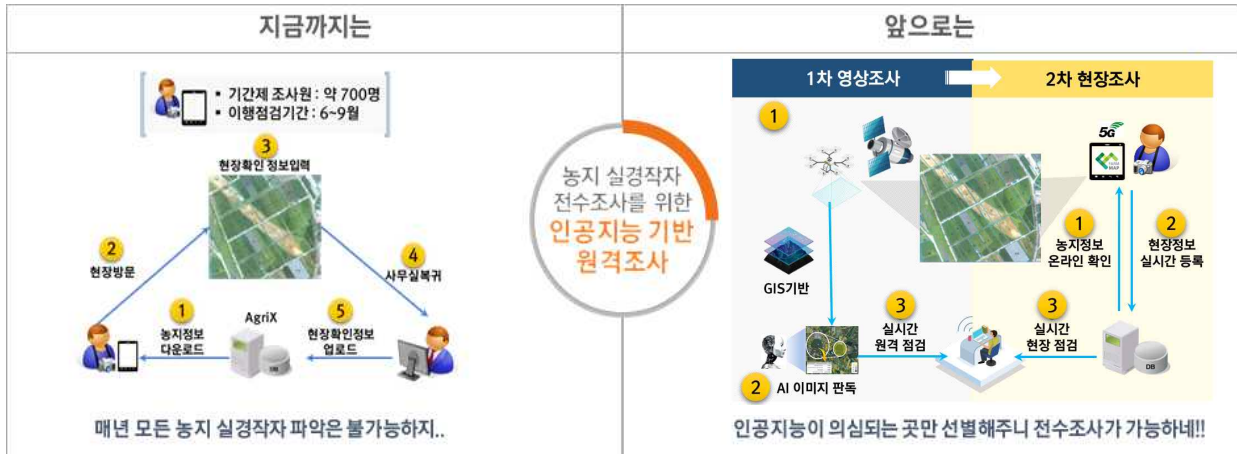 지금까지는
앞으로는
▪ 기간제 조사원 : 약 700명
▪ 이행점검기간 : 6~9월
3
현장확인 정보입력
2
현장방문
4
사무실복귀
1
농지정보
다운로드
AgriX
DB
5
현장확인정보
업로드
매년 모든 농지 실경작자 파악은 불가능하지..
농지 실경작자
전수조사를 위한
인공지능 기반
원격조사
1차 영상조사
2차 현장조사
1
GIS기반
2
AI 이미지 판독
3
실시간
원격 점검
5G
FARM
MAP
1
농지정보
온라인 확인
2
현장정보
실시간 등록
3
실시간
현장 점검
DB
인공지능이 의심되는 곳만 선별해주니 전수조사가 가능하네!!